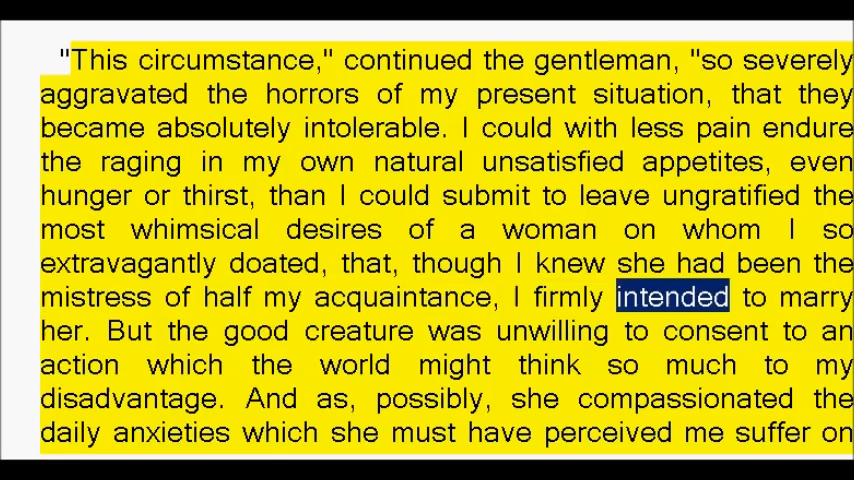 "This circumstance," continued the gentleman, "so severely
aggravated the horrors of my present situation, that they
became absolutely intolerable. I could with less pain endure
the raging in my own natural unsatisfied appetites, even
hunger or thirst, than I could submit to leave ungratified the
most whimsical desires of a woman on whom I so
extravagantly doated, that, though I knew she had been the
mistress of half my acquaintance, I firmly intended to marry
her. But the good creature was unwilling to consent to an
action which the world might think so much to my
disadvantage. And as, possibly, she compassionated the
daily anxieties which she must have perceived me suffer on